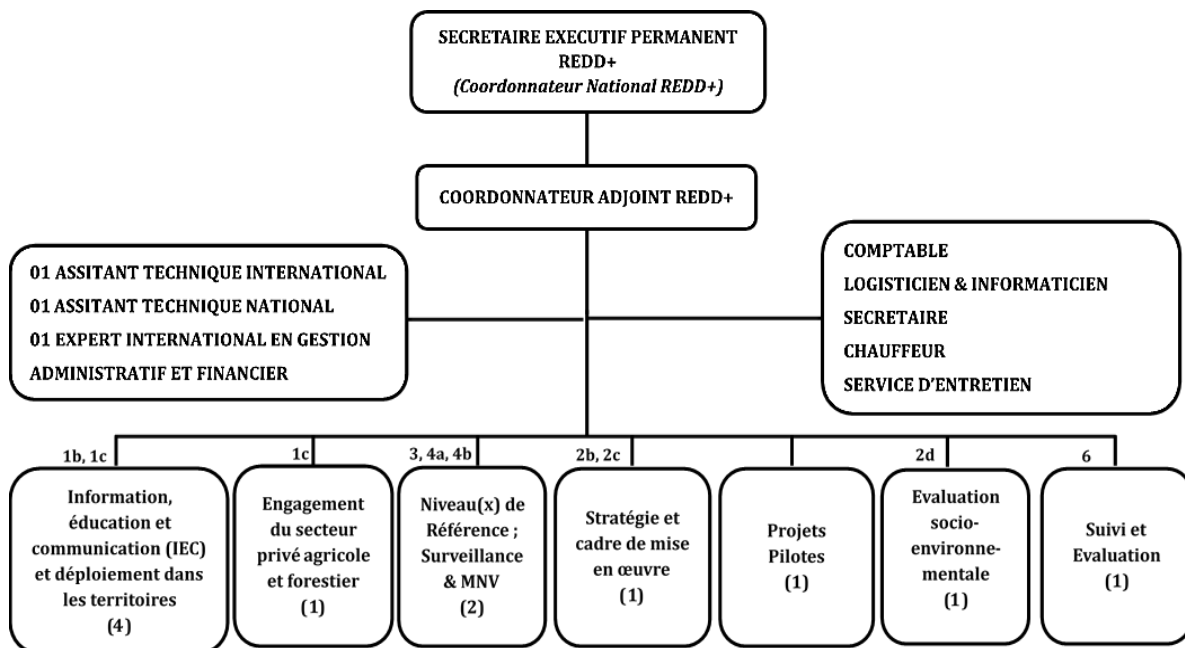 SECRETAIRE EXECUTIF PERMANENT
REDD+
(Coordonnateur National REDD+)
COORDONNATEUR ADJOINT REDD+
01 ASSITANT TECHNIQUE INTERNATIONAL
01 ASSITANT TECHNIQUE NATIONAL
01 EXPERT INTERNATIONAL EN GESTION
ADMINISTRATIF ET FINANCIER
COMPTABLE
LOGISTICIEN & INFORMATICIEN
SECRETAIRE
CHAUFFEUR
SERVICE D'ENTRETIEN
1b, 1c
Information,
éducation et
communication (IEC)
et déploiement dans
les territoires
(4)
1c
Engagement
du secteur
privé agricole
et forestier
(1)
3, 4a, 4b
Niveau(x) de
Référence ;
Surveillance
& MNV
(2)
2b, 2c
Stratégie et
cadre de mise
en œuvre
(1)
Projets
Pilotes
(1)
2d
Evaluation
socio-
environne-
mentale
(1)
6
Suivi et
Evaluation
(1)